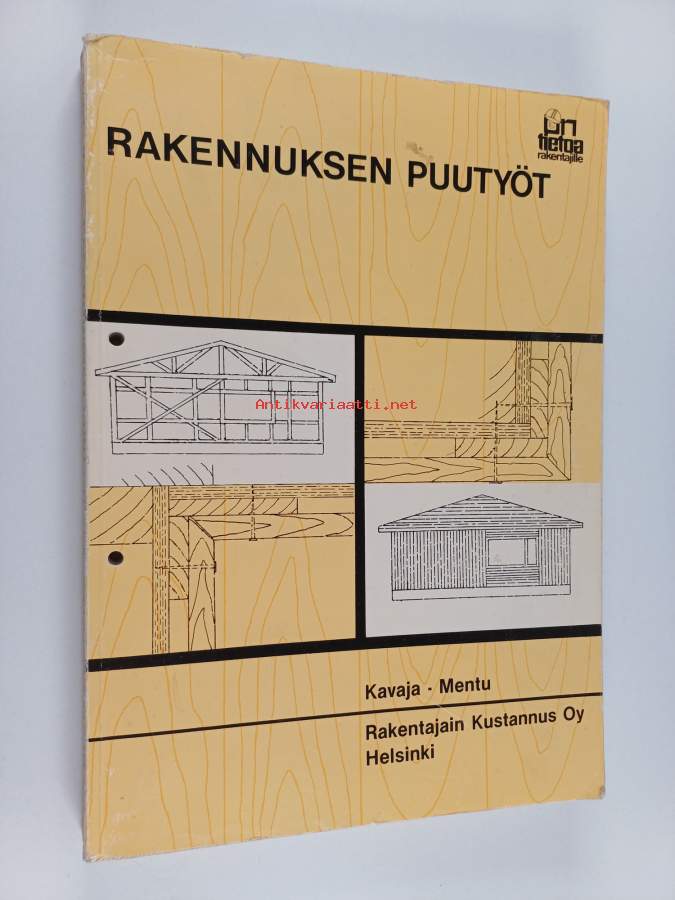 tietoa
rakentajille
RAKENNUKSEN PUUTYÖT
Antikvariaatti.net
Kavaja - Mentu
Rakentajain Kustannus Oy
Helsinki